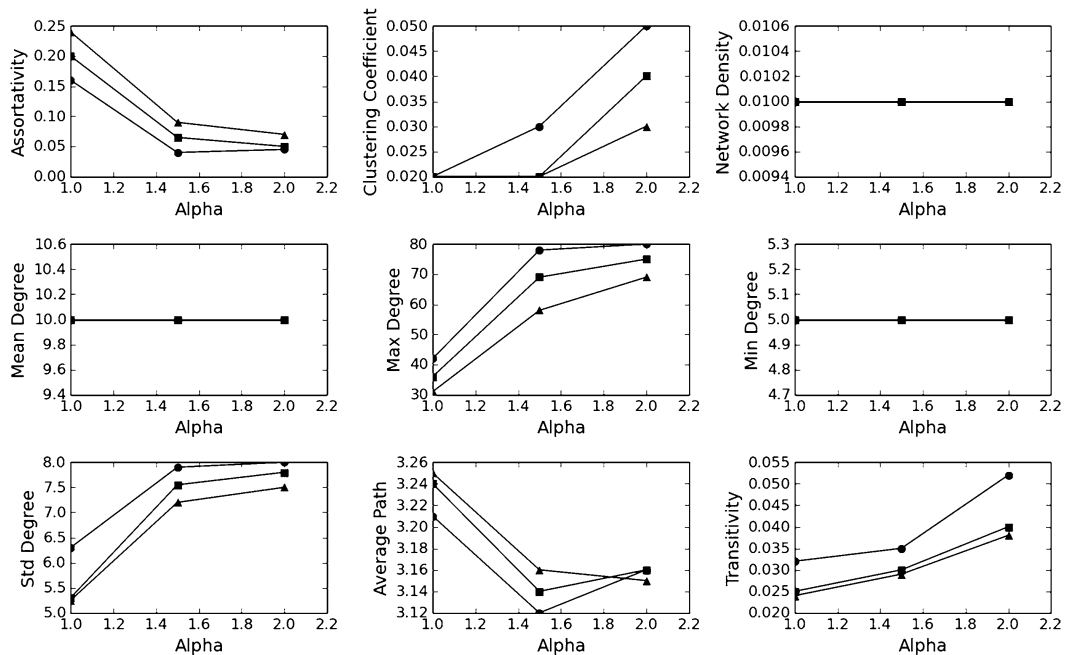 Assortativity
0.25
0.20
0.15
0.10
0.05
0.00
1.0 1.2 1.4 1.6 1.8 2.0 2.2
Alpha
Clustering Coefficient
0.050
0.045
0.040
0.035
0.030
0.025
0.020
1.0 1.2 1.4 1.6 1.8 2.0 2.2
Alpha
Network Density
0.0106
0.0104
0.0102
0.0100
0.0098
0.0096
0.0094
1.0 1.2 1.4 1.6 1.8 2.0 2.2
Alpha
Mean Degree
10.6
10.4
10.2
10.0
9.8
9.6
9.4
1.0 1.2 1.4 1.6 1.8 2.0 2.2
Alpha
Max Degree
80
70
60
50
40
30
1.0 1.2 1.4 1.6 1.8 2.0 2.2
Alpha
Min Degree
5.3
5.2
5.1
5.0
4.9
4.8
4.7
1.0 1.2 1.4 1.6 1.8 2.0 2.2
Alpha
Std Degree
8.0
7.5
7.0
6.5
6.0
5.5
5.0
1.0 1.2 1.4 1.6 1.8 2.0 2.2
Alpha
Average Path
3.26
3.24
3.22
3.20
3.18
3.16
3.14
3.12
1.0 1.2 1.4 1.6 1.8 2.0 2.2
Alpha
Transitivity
0.055
0.050
0.045
0.040
0.035
0.030
0.025
0.020
1.0 1.2 1.4 1.6 1.8 2.0 2.2
Alpha